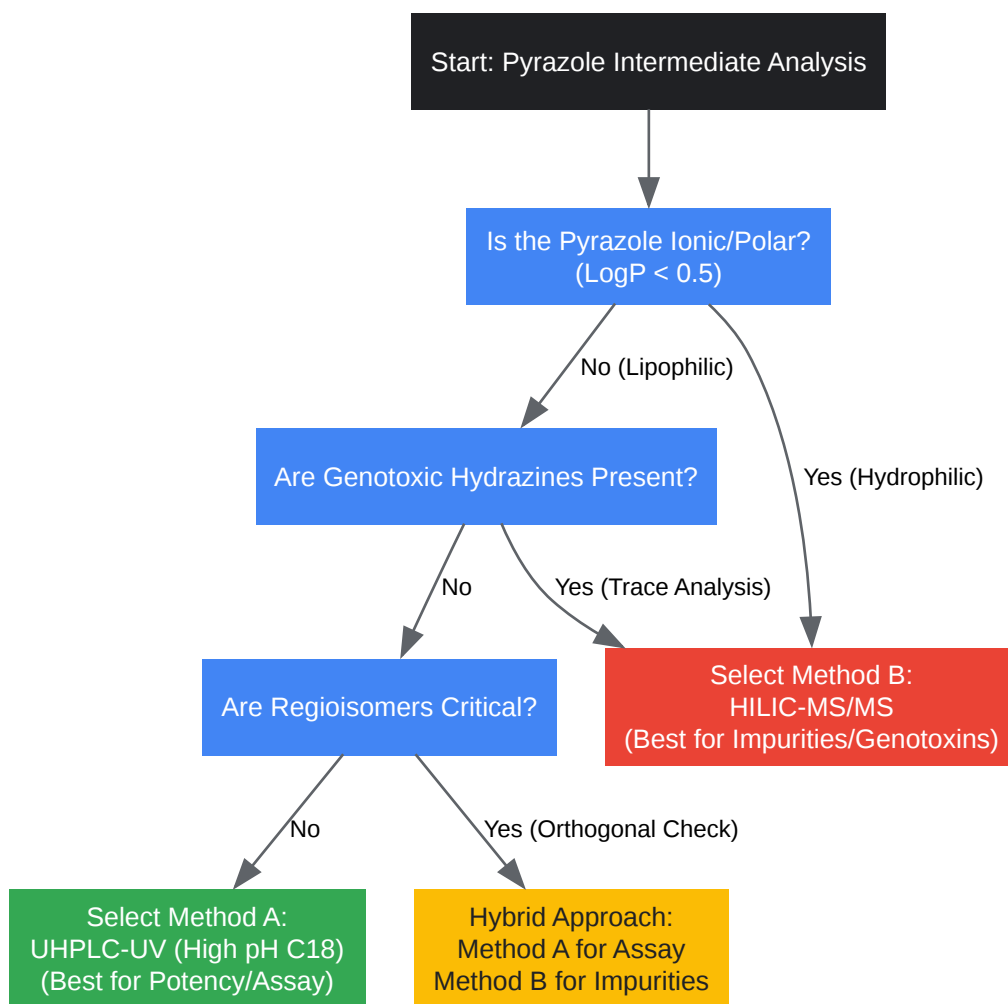 Start: Pyrazole Intermediate Analysis
Is the Pyrazole Ionic/Polar?
(LogP < 0.5)
No (Lipophilic)
Yes (Hydrophilic)
Are Genotoxic Hydrazines Present?
No
Yes (Trace Analysis)
Are Regioisomers Critical?
Select Method B:
HILIC-MS/MS
(Best for Impurities/Genotoxins)
No
Yes (Orthogonal Check)
Select Method A:
UHPLC-UV (High pH C18)
(Best for Potency/Assay)
Hybrid Approach:
Method A for Assay
Method B for Impurities